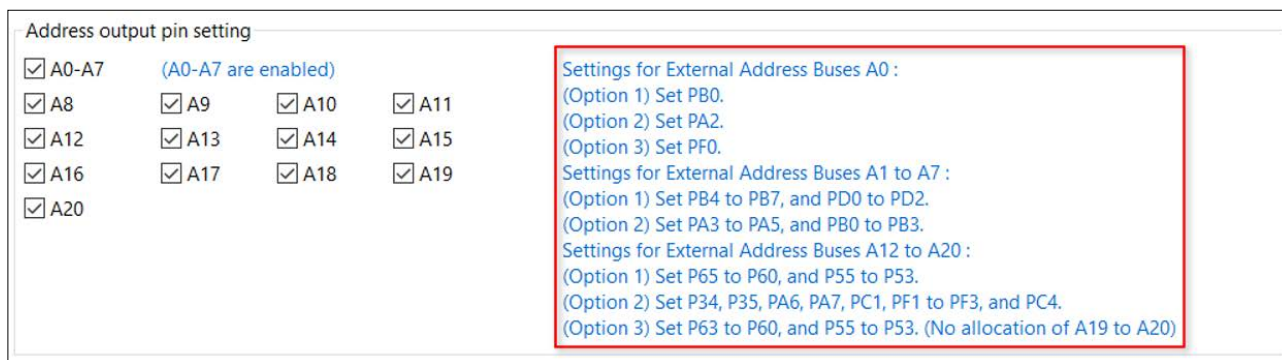 Address output pin setting
A0-A7 (A0-A7 are enabled)
A8 A9 A10 A11
A12 A13 A14 A15
A16 A17 A18 A19
A20
Settings for External Address Buses A0 :
(Option 1) Set PB0.
(Option 2) Set PA2.
(Option 3) Set PF0.
Settings for External Address Buses A1 to A7 :
(Option 1) Set PB4 to PB7, and PD0 to PD2.
(Option 2) Set PA3 to PA5, and PB0 to PB3.
Settings for External Address Buses A12 to A20 :
(Option 1) Set P65 to P60, and P55 to P53.
(Option 2) Set P34, P35, PA6, PA7, PC1, PF1 to PF3, and PC4.
(Option 3) Set P63 to P60, and P55 to P53. (No allocation of A19 to A20)